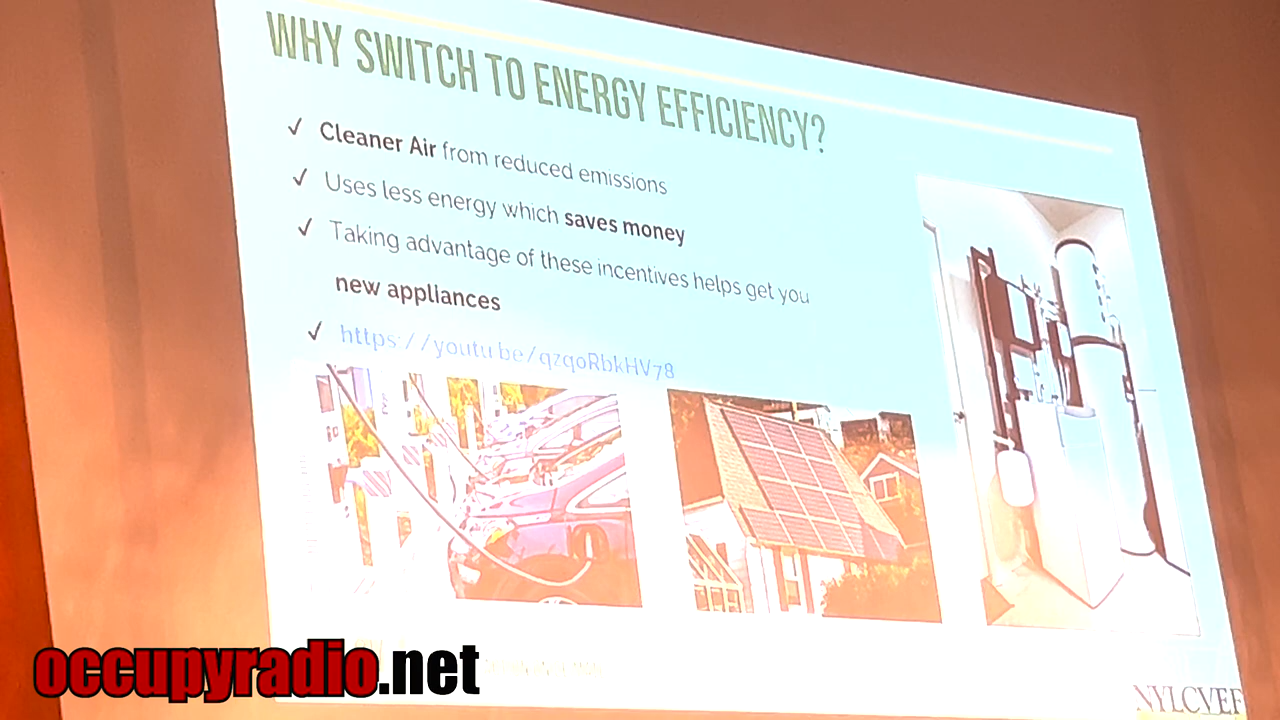 WHY SWITCH TO ENERGY EFFICIENCY?
✓ Cleaner Air from reduced emissions
✓ Uses less energy which saves money
✓ Taking advantage of these incentives helps get you
new appliances
✓ https://youtu.be/qzqoRbkHV78
occupyradio.net
NYLCVEF